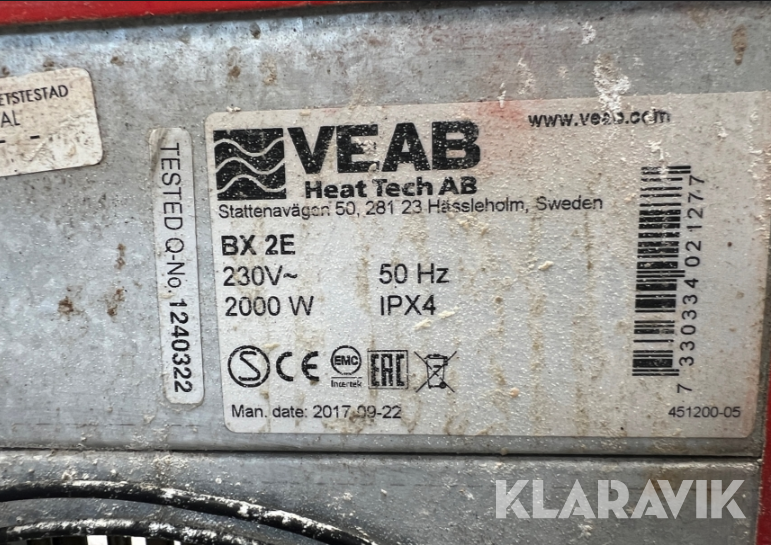 ETSTESTAD
AL
- -
TESTED Q-No. 1240322
VEAB
Heat Tech AB
www.veab.com
Stattenavägen 50, 281 23 Hässleholm, Sweden
BX 2E
230V~ 50 Hz
2000 W IPX4
S CE EMC Intertek EAC
Man. date: 2017-09-22
7 330334 021277
451200-05
KLARAVIK